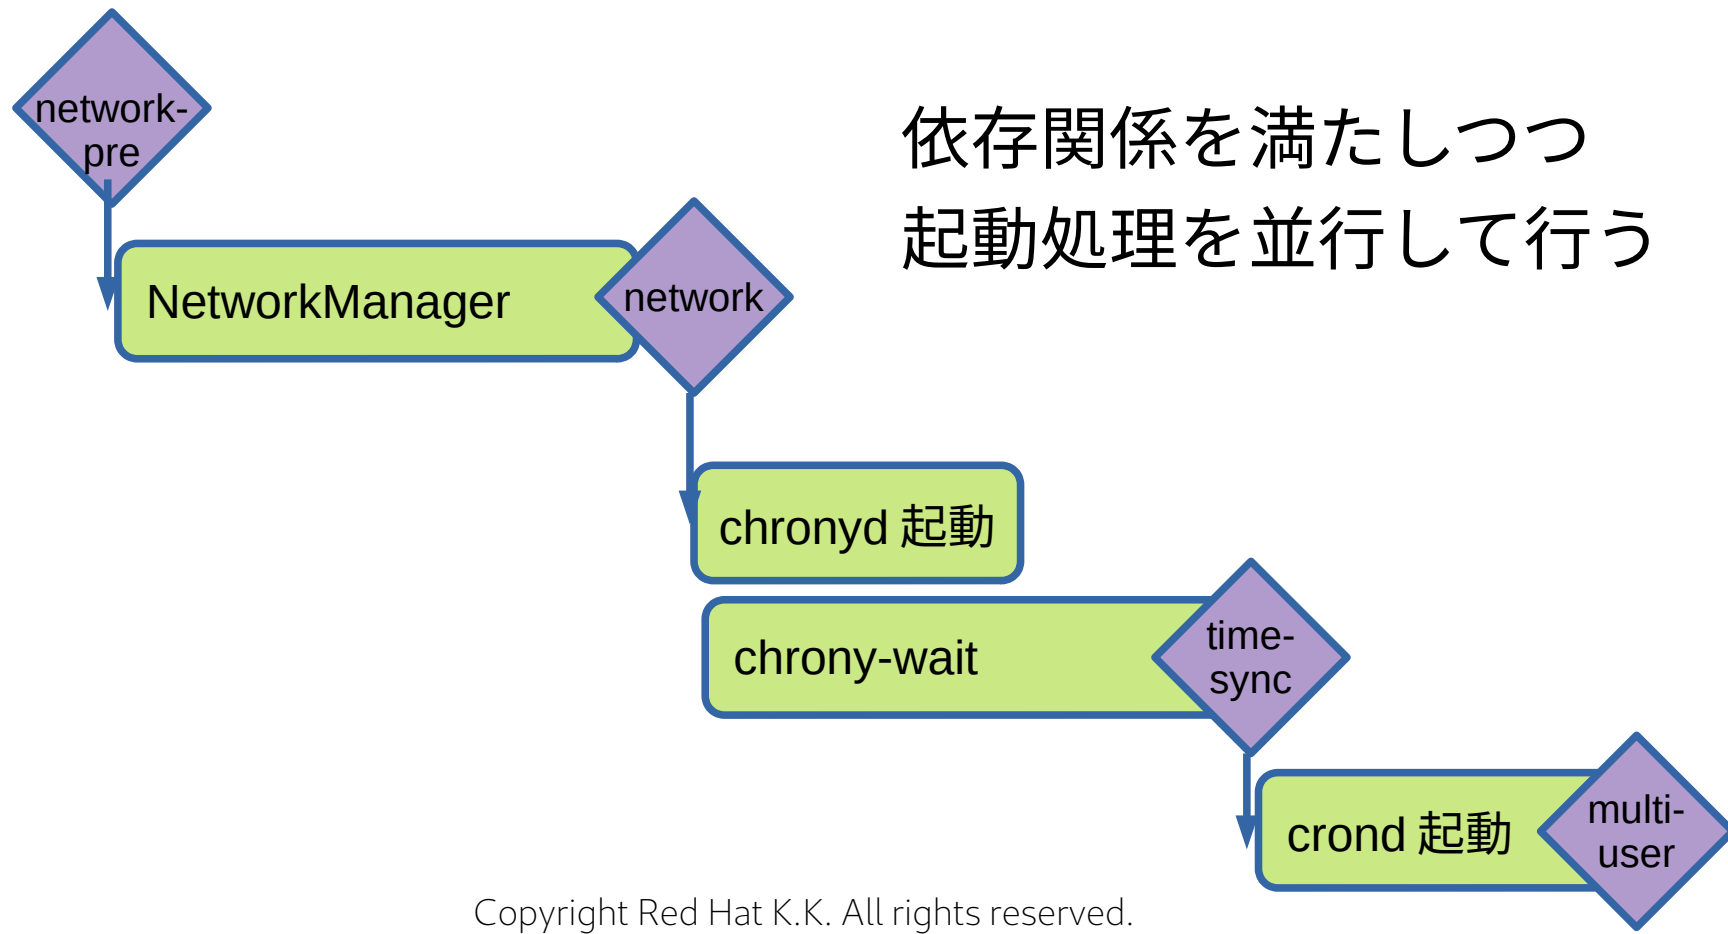 network-
pre
依存関係を満たしつつ
起動処理を並行して行う
NetworkManager
network
chronyd 起動
chrony-wait
time-
sync
crond 起動
multi-
user
Copyright Red Hat K.K. All rights reserved.